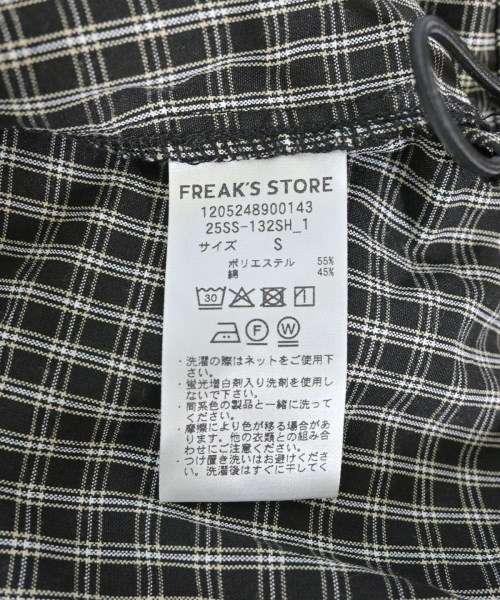 FREAK'S STORE
1205248900143
25SS-132SH_1
サイズ S
ポリエステル 55%
綿 45%
30
1
F W
・洗濯の際はネットをご使用下
さい。
・蛍光増白剤入り洗剤を使用し
ないで下さい。
・同系色の製品と一緒に洗って
ください。
・摩擦により色が移る場合があ
ります。他の衣類との組み合
わせにご注意ください。
・つけ置き洗いはお避けくださ
い。洗濯後はすぐに干してく